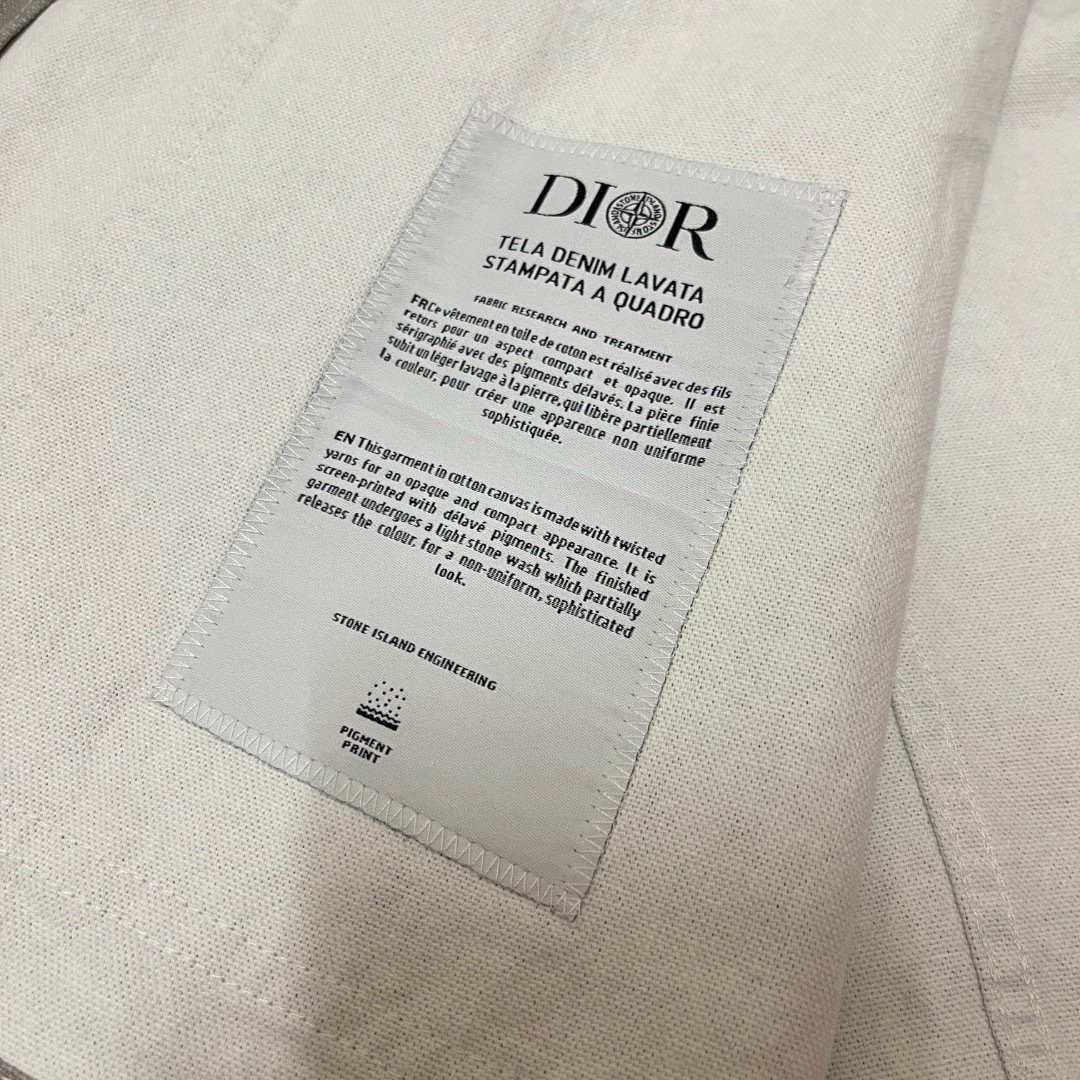 DIOR
STONE ISLAND STONE ISLAND
TELA DENIM LAVATA
STAMPATA A QUADRO
FABRIC RESEARCH AND TREATMENT
FRCe vêtement en toile de coton est réalisé avec des fils
retors pour un aspect compact et opaque. Il est
sérigraphié avec des pigments délavés. La pièce finie
subit un léger lavage à la pierre, qui libère partiellement
la couleur, pour créer une apparence non uniforme
sophistiquée.
EN This garment in cotton canvas is made with twisted
yarns for an opaque and compact appearance. It is
screen-printed with délavé pigments. The finished
garment undergoes a light stone wash which partially
releases the colour, for a non-uniform, sophisticated
look.
STONE ISLAND ENGINEERING
PIGMENT
PRINT